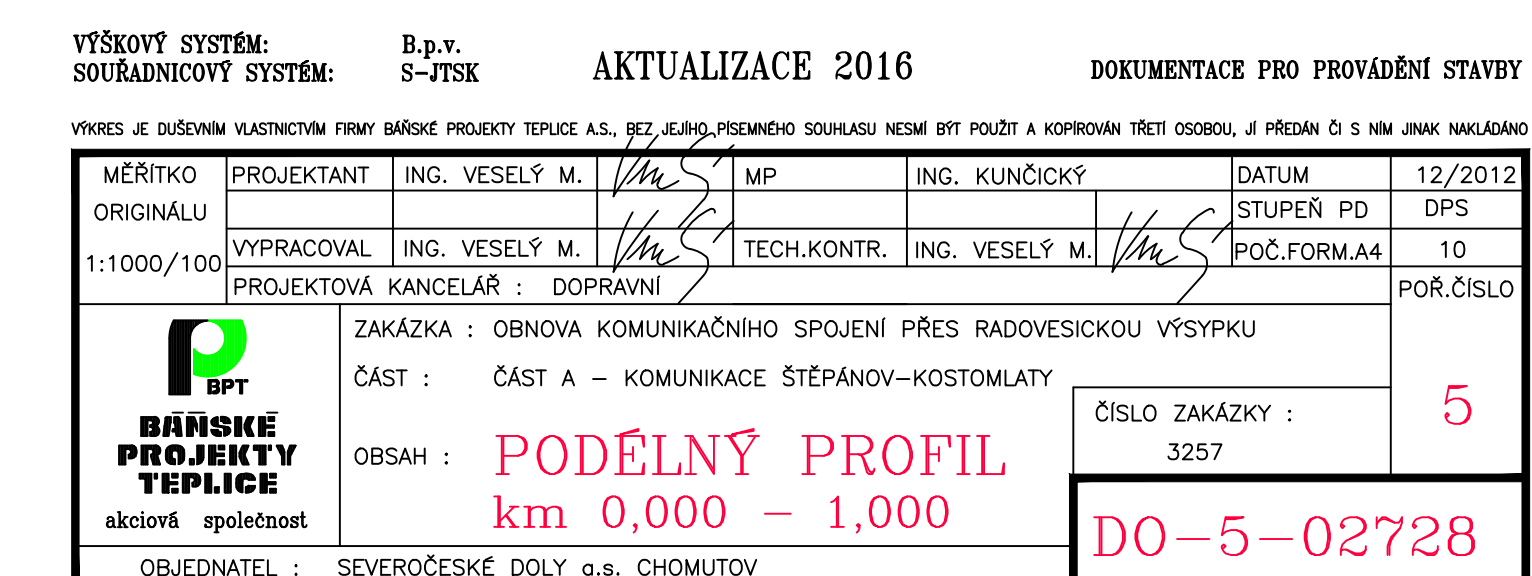 VÝŠKOVÝ SYSTÉM: B.p.v.
SOUŘADNICOVÝ SYSTÉM: S-JTSK
AKTUALIZACE 2016
DOKUMENTACE PRO PROVÁDĚNÍ STAVBY
VÝKRES JE DUŠEVNÍM VLASTNICTVÍM FIRMY BÁŇSKÉ PROJEKTY TEPLICE A.S., BEZ JEJÍHO PÍSEMNÉHO SOUHLASU NESMÍ BÝT POUŽIT A KOPÍROVÁN TŘETÍ OSOBOU, JÍ PŘEDÁN ČI S NÍM JINAK NAKLÁDÁNO
MĚŘÍTKO
ORIGINÁLU
1:1000/100
PROJEKTANT ING. VESELÝ M. MP ING. KUNČICKÝ DATUM 12/2012
STUPEŇ PD DPS
VYPRACOVAL ING. VESELÝ M. TECH.KONTR. ING. VESELÝ M. POČ.FORM.A4 10
PROJEKTOVÁ KANCELÁŘ : DOPRAVNÍ
POŘ.ČÍSLO
5
BPT
BÁŇSKÉ
PROJEKTY
TEPLICE
akciová společnost
ZAKÁZKA : OBNOVA KOMUNIKAČNÍHO SPOJENÍ PŘES RADOVESICKOU VÝSYPKU
ČÁST : ČÁST A - KOMUNIKACE ŠTĚPÁNOV-KOSTOMLATY
OBSAH : PODÉLNÝ PROFIL
km 0,000 - 1,000
ČÍSLO ZAKÁZKY :
3257
DO-5-02728
OBJEDNATEL : SEVEROČESKÉ DOLY a.s. CHOMUTOV